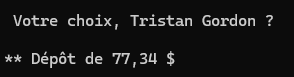 Votre choix, Tristan Gordon ?
** Dépôt de 77,34 $